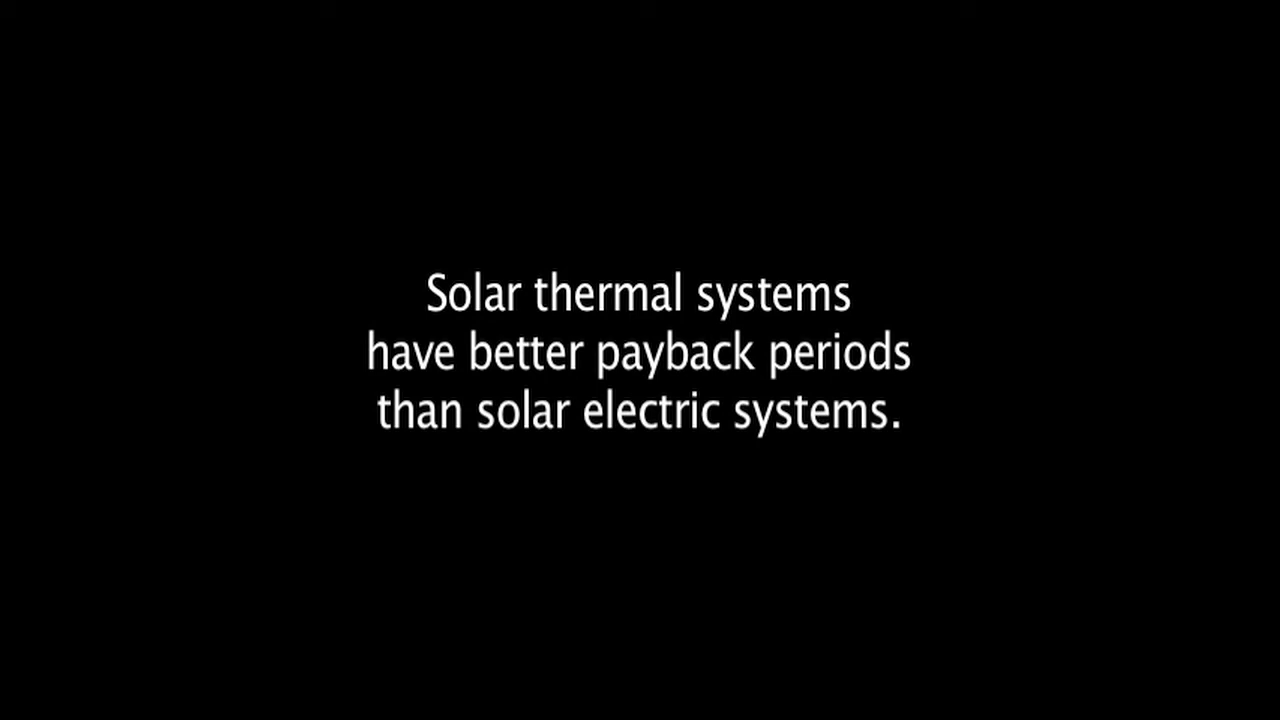 Solar thermal systems
have better payback periods
than solar electric systems.